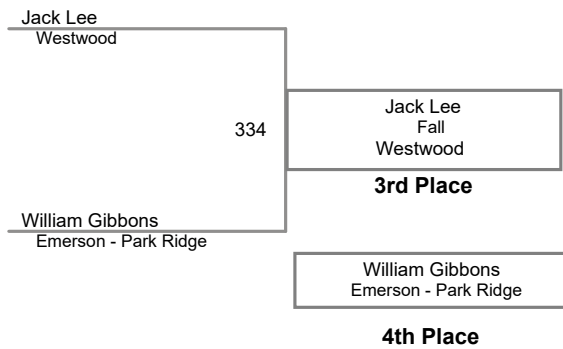 Jack Lee
Westwood
334
Jack Lee
Fall
Westwood
3rd Place
William Gibbons
Emerson - Park Ridge
William Gibbons
Emerson - Park Ridge
4th Place